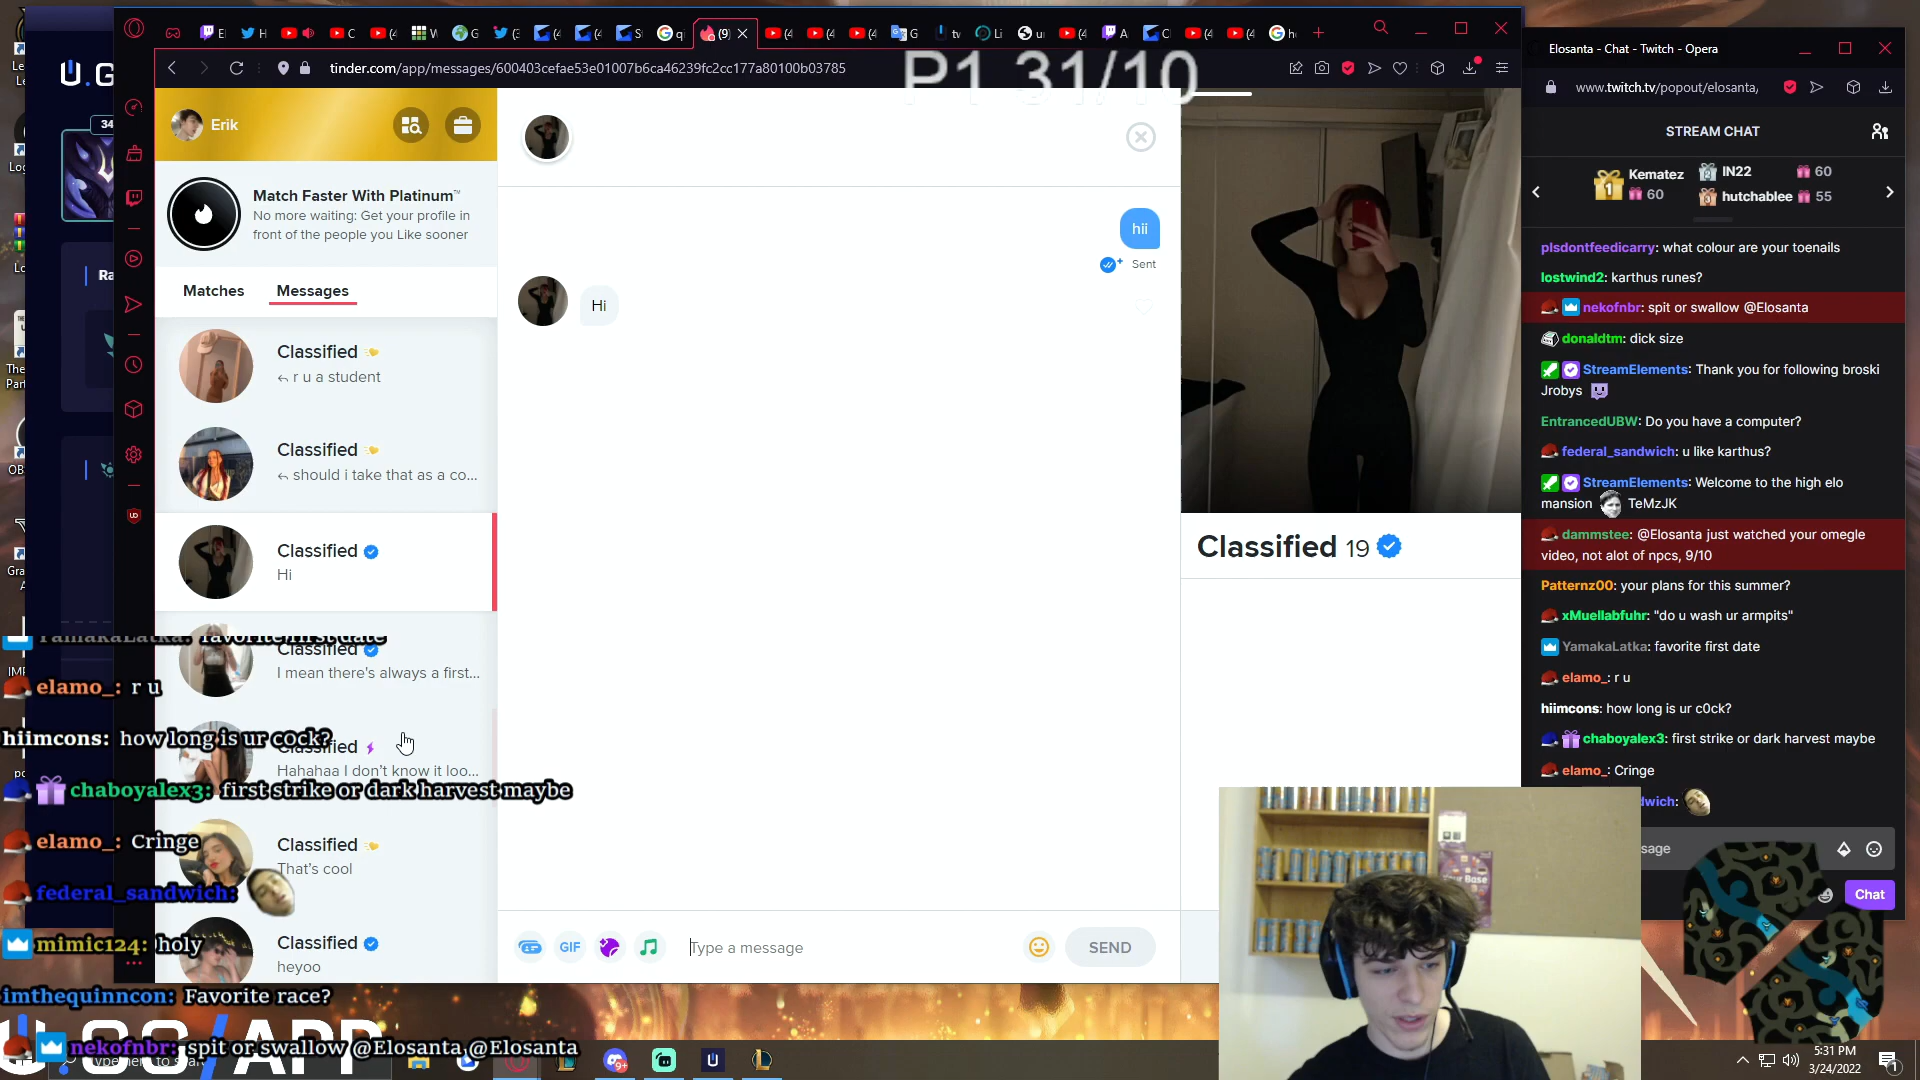 tinder.com/app/messages/600403cefae53e01007b6ca46239fc2cc177a80100b03785
P1 31/10
Erik
Match Faster With Platinum™
No more waiting: Get your profile in
front of the people you Like sooner
Matches
Messages
Classified
r u a student
Classified
should i take that as a co...
Classified
Hi
Classified
I mean there's always a first...
Classified
Hahahaa I don't know it loo...
Classified
That's cool
Classified
heyoo
hii
Sent
Hi
GIF
Type a message
SEND
Classified 19
Elosanta - Chat - Twitch - Opera
www.twitch.tv/popout/elosanta/
STREAM CHAT
1 Kematez 60
IN22 60
hutchablee 55
plsdontfeedicarry: what colour are your toenails
lostwind2: karthus runes?
nekofnbr: spit or swallow @Elosanta
donaldtm: dick size
StreamElements: Thank you for following broski
Jrobys
EntrancedUBW: Do you have a computer?
federal_sandwich: u like karthus?
StreamElements: Welcome to the high elo
mansion TeMzJK
dammstee: @Elosanta just watched your omegle
video, not alot of npcs, 9/10
Patternz00: your plans for this summer?
xMuellabfuhr: "do u wash ur armpits"
YamakaLatka: favorite first date
elamo_: r u
hiimcons: how long is ur c0ck?
chaboyalex3: first strike or dark harvest maybe
elamo_: Cringe
Chat
YamakaLatka: favorite first date
elamo_: r u
hiimcons: how long is ur cock?
chaboyalex3: first strike or dark harvest maybe
elamo_: Cringe
federal_sandwich:
mimic124: holy
imthequinncon: Favorite race?
nekofnbr: spit or swallow @Elosanta @Elosanta
5:31 PM
3/24/2022